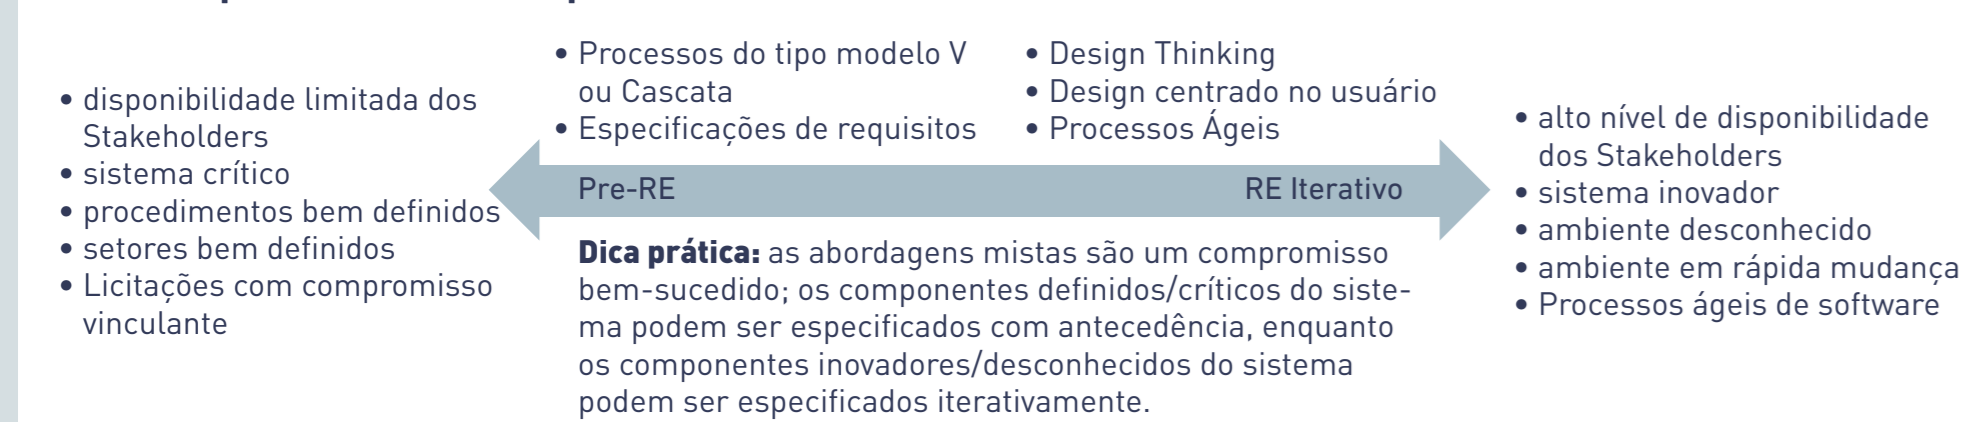 • disponibilidade limitada dos
Stakeholders
• sistema crítico
• procedimentos bem definidos
• setores bem definidos
• Licitações com compromisso
vinculante
• Processos do tipo modelo V
ou Cascata
• Especificações de requisitos
• Design Thinking
• Design centrado no usuário
• Processos Ágeis
Pre-RE
RE Iterativo
Dica prática: as abordagens mistas são um compromisso
bem-sucedido; os componentes definidos/críticos do siste-
ma podem ser especificados com antecedência, enquanto
os componentes inovadores/desconhecidos do sistema
podem ser especificados iterativamente.
• alto nível de disponibilidade
dos Stakeholders
• sistema inovador
• ambiente desconhecido
• ambiente em rápida mudança
• Processos ágeis de software